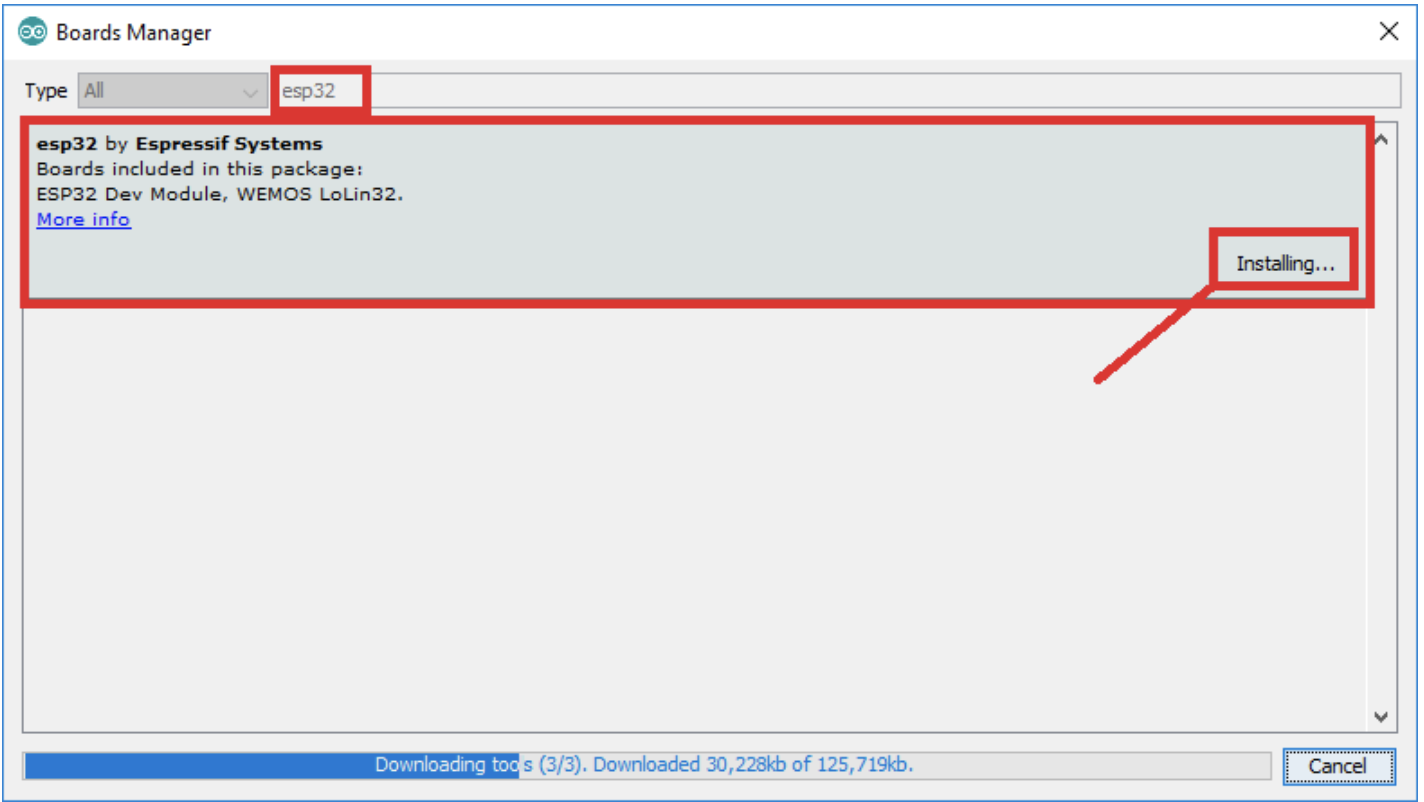 Boards Manager
Type All esp32
esp32 by Espressif Systems
Boards included in this package:
ESP32 Dev Module, WEMOS LoLin32.
More info
Installing...
Downloading tools (3/3). Downloaded 30,228kb of 125,719kb.
Cancel